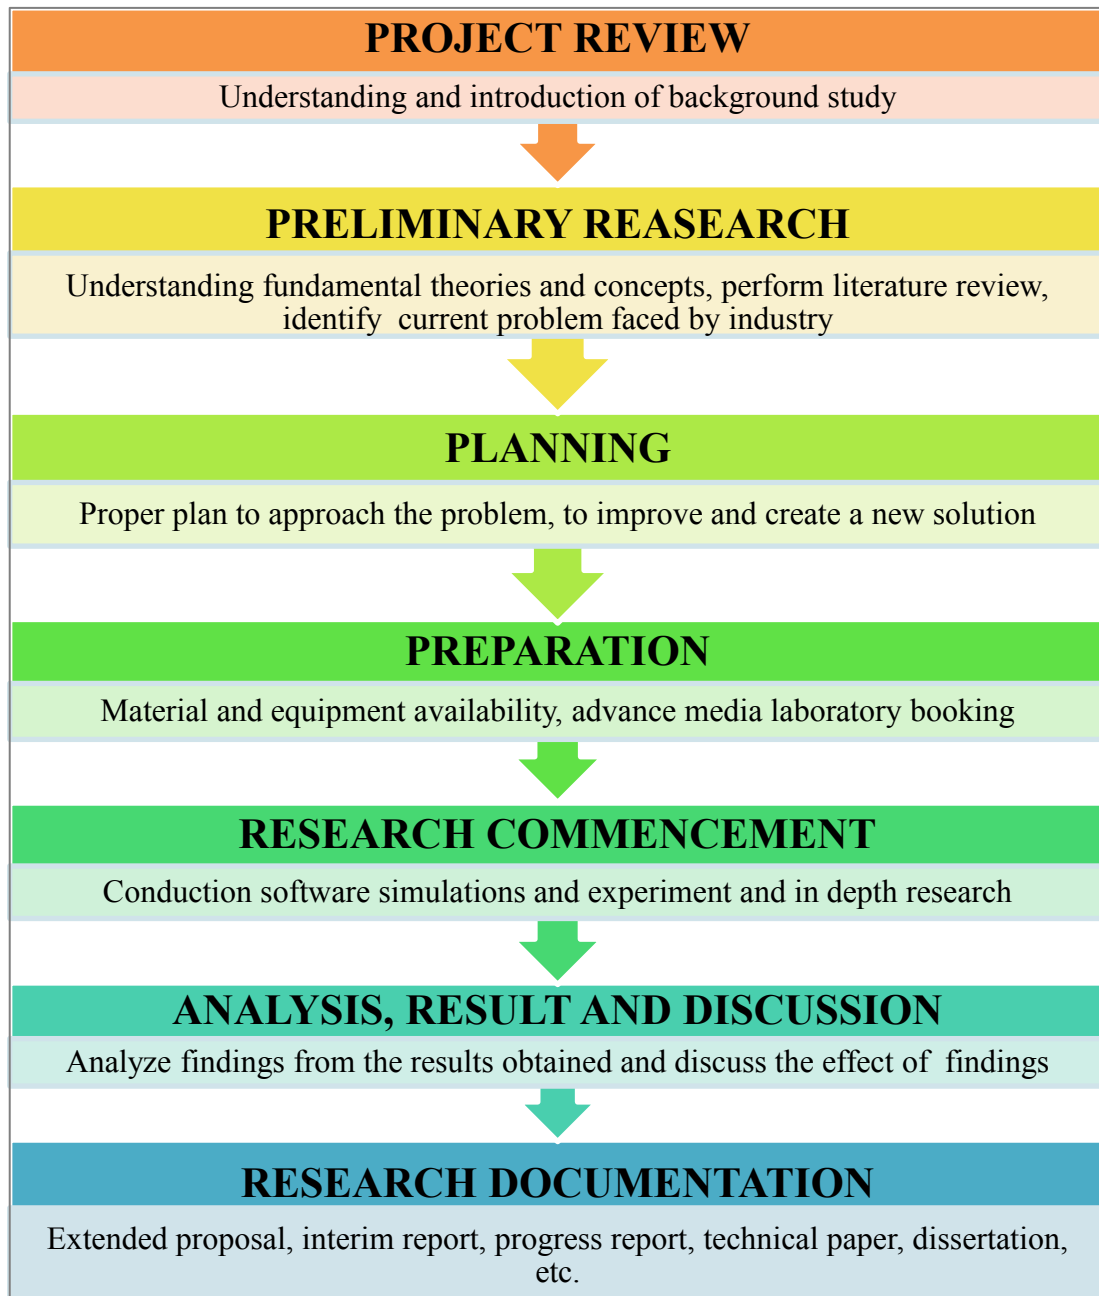 PROJECT REVIEW
Understanding and introduction of background study
PRELIMINARY REASEARCH
Understanding fundamental theories and concepts, perform literature review,
identify  current problem faced by industry
PLANNING
Proper plan to approach the problem, to improve and create a new solution
PREPARATION
Material and equipment availability, advance media laboratory booking
RESEARCH COMMENCEMENT
Conduction software simulations and experiment and in depth research
ANALYSIS, RESULT AND DISCUSSION
Analyze findings from the results obtained and discuss the effect of  findings
RESEARCH DOCUMENTATION
Extended proposal, interim report, progress report, technical paper, dissertation,
etc.